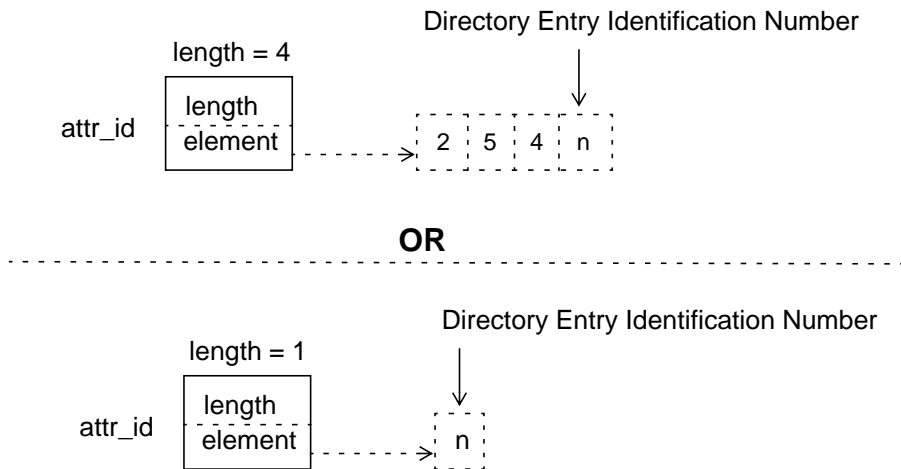 Directory Entry Identification Number
length = 4
length
attr_id
element
2 5 4 n
OR
Directory Entry Identification Number
length = 1
length
attr_id
element
n